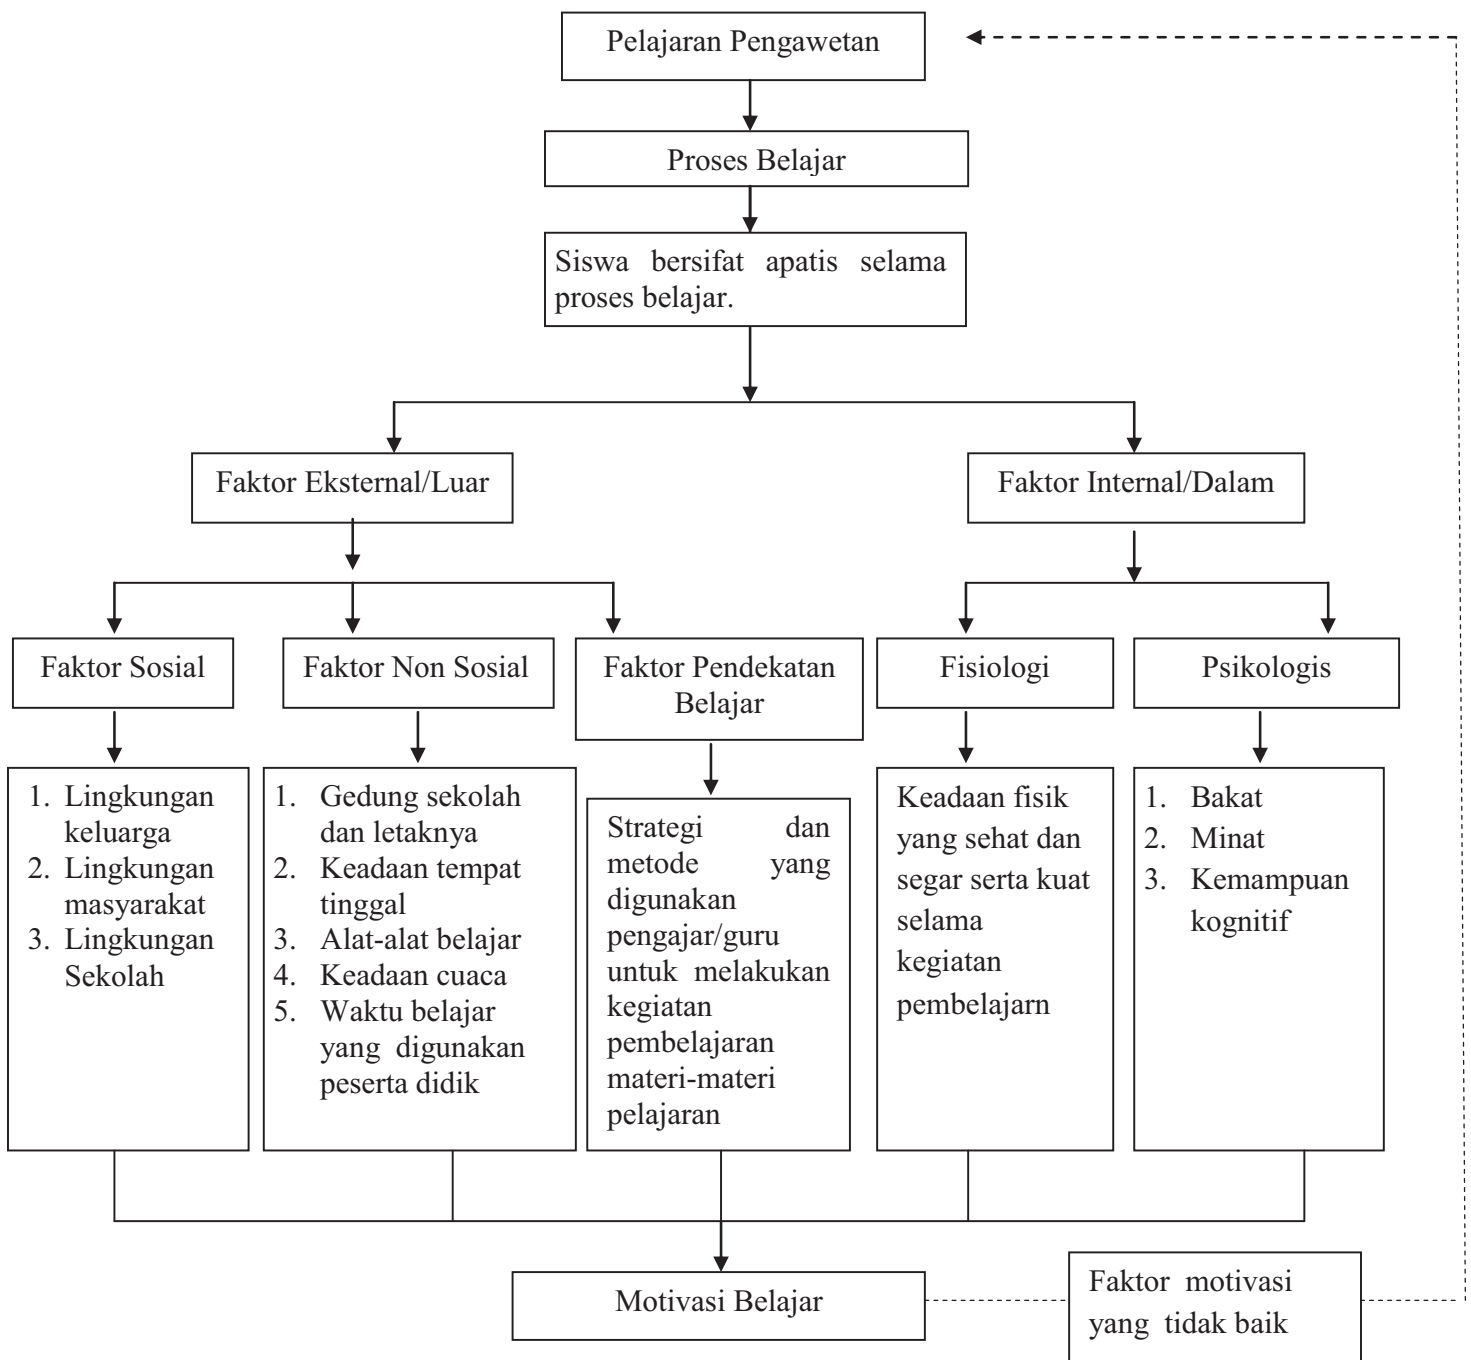 Pelajaran Pengawetan
Proses Belajar
Siswa bersifat apatis selama
proses belajar.
Faktor Eksternal/Luar
Faktor Internal/Dalam
Faktor Sosial
Faktor Non Sosial
Faktor Pendekatan
Belajar
Fisiologi
Psikologis
1. Lingkungan
keluarga
2. Lingkungan
masyarakat
3. Lingkungan
Sekolah
1. Gedung sekolah
dan letaknya
2. Keadaan tempat
tinggal
3. Alat-alat belajar
4. Keadaan cuaca
5. Waktu belajar
yang digunakan
peserta didik
Strategi dan
metode yang
digunakan
pengajar/guru
untuk melakukan
kegiatan
pembelajaran
materi-materi
pelajaran
Keadaan fisik
yang sehat dan
segar serta kuat
selama
kegiatan
pembelajarn
1. Bakat
2. Minat
3. Kemampuan
kognitif
Motivasi Belajar
Faktor motivasi
yang tidak baik